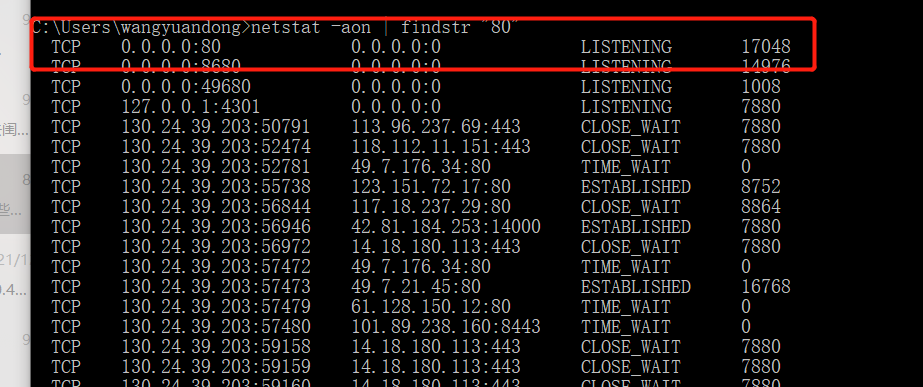 C:\Users\wangyuandong>netstat -aon | findstr "80"
TCP 0.0.0.0:80 0.0.0.0:0 LISTENING 17048
TCP 0.0.0.0:8680 0.0.0.0:0 LISTENING 14976
TCP 0.0.0.0:49680 0.0.0.0:0 LISTENING 1008
TCP 127.0.0.1:4301 0.0.0.0:0 LISTENING 7880
TCP 130.24.39.203:50791 113.96.237.69:443 CLOSE_WAIT 7880
TCP 130.24.39.203:52474 118.112.11.151:443 CLOSE_WAIT 7880
TCP 130.24.39.203:52781 49.7.176.34:80 TIME_WAIT 0
TCP 130.24.39.203:55738 123.151.72.17:80 ESTABLISHED 8752
TCP 130.24.39.203:56844 117.18.237.29:80 CLOSE_WAIT 8864
TCP 130.24.39.203:56946 42.81.184.253:14000 ESTABLISHED 7880
TCP 130.24.39.203:56972 14.18.180.113:443 CLOSE_WAIT 7880
TCP 130.24.39.203:57472 49.7.176.34:80 TIME_WAIT 0
TCP 130.24.39.203:57473 49.7.21.45:80 ESTABLISHED 16768
TCP 130.24.39.203:57479 61.128.150.12:80 TIME_WAIT 0
TCP 130.24.39.203:57480 101.89.238.160:8443 TIME_WAIT 0
TCP 130.24.39.203:59158 14.18.180.113:443 CLOSE_WAIT 7880
TCP 130.24.39.203:59159 14.18.180.113:443 CLOSE_WAIT 7880
TCP 130.24.39.203:59160 14.18.180.113:443 CLOSE_WAIT 7880